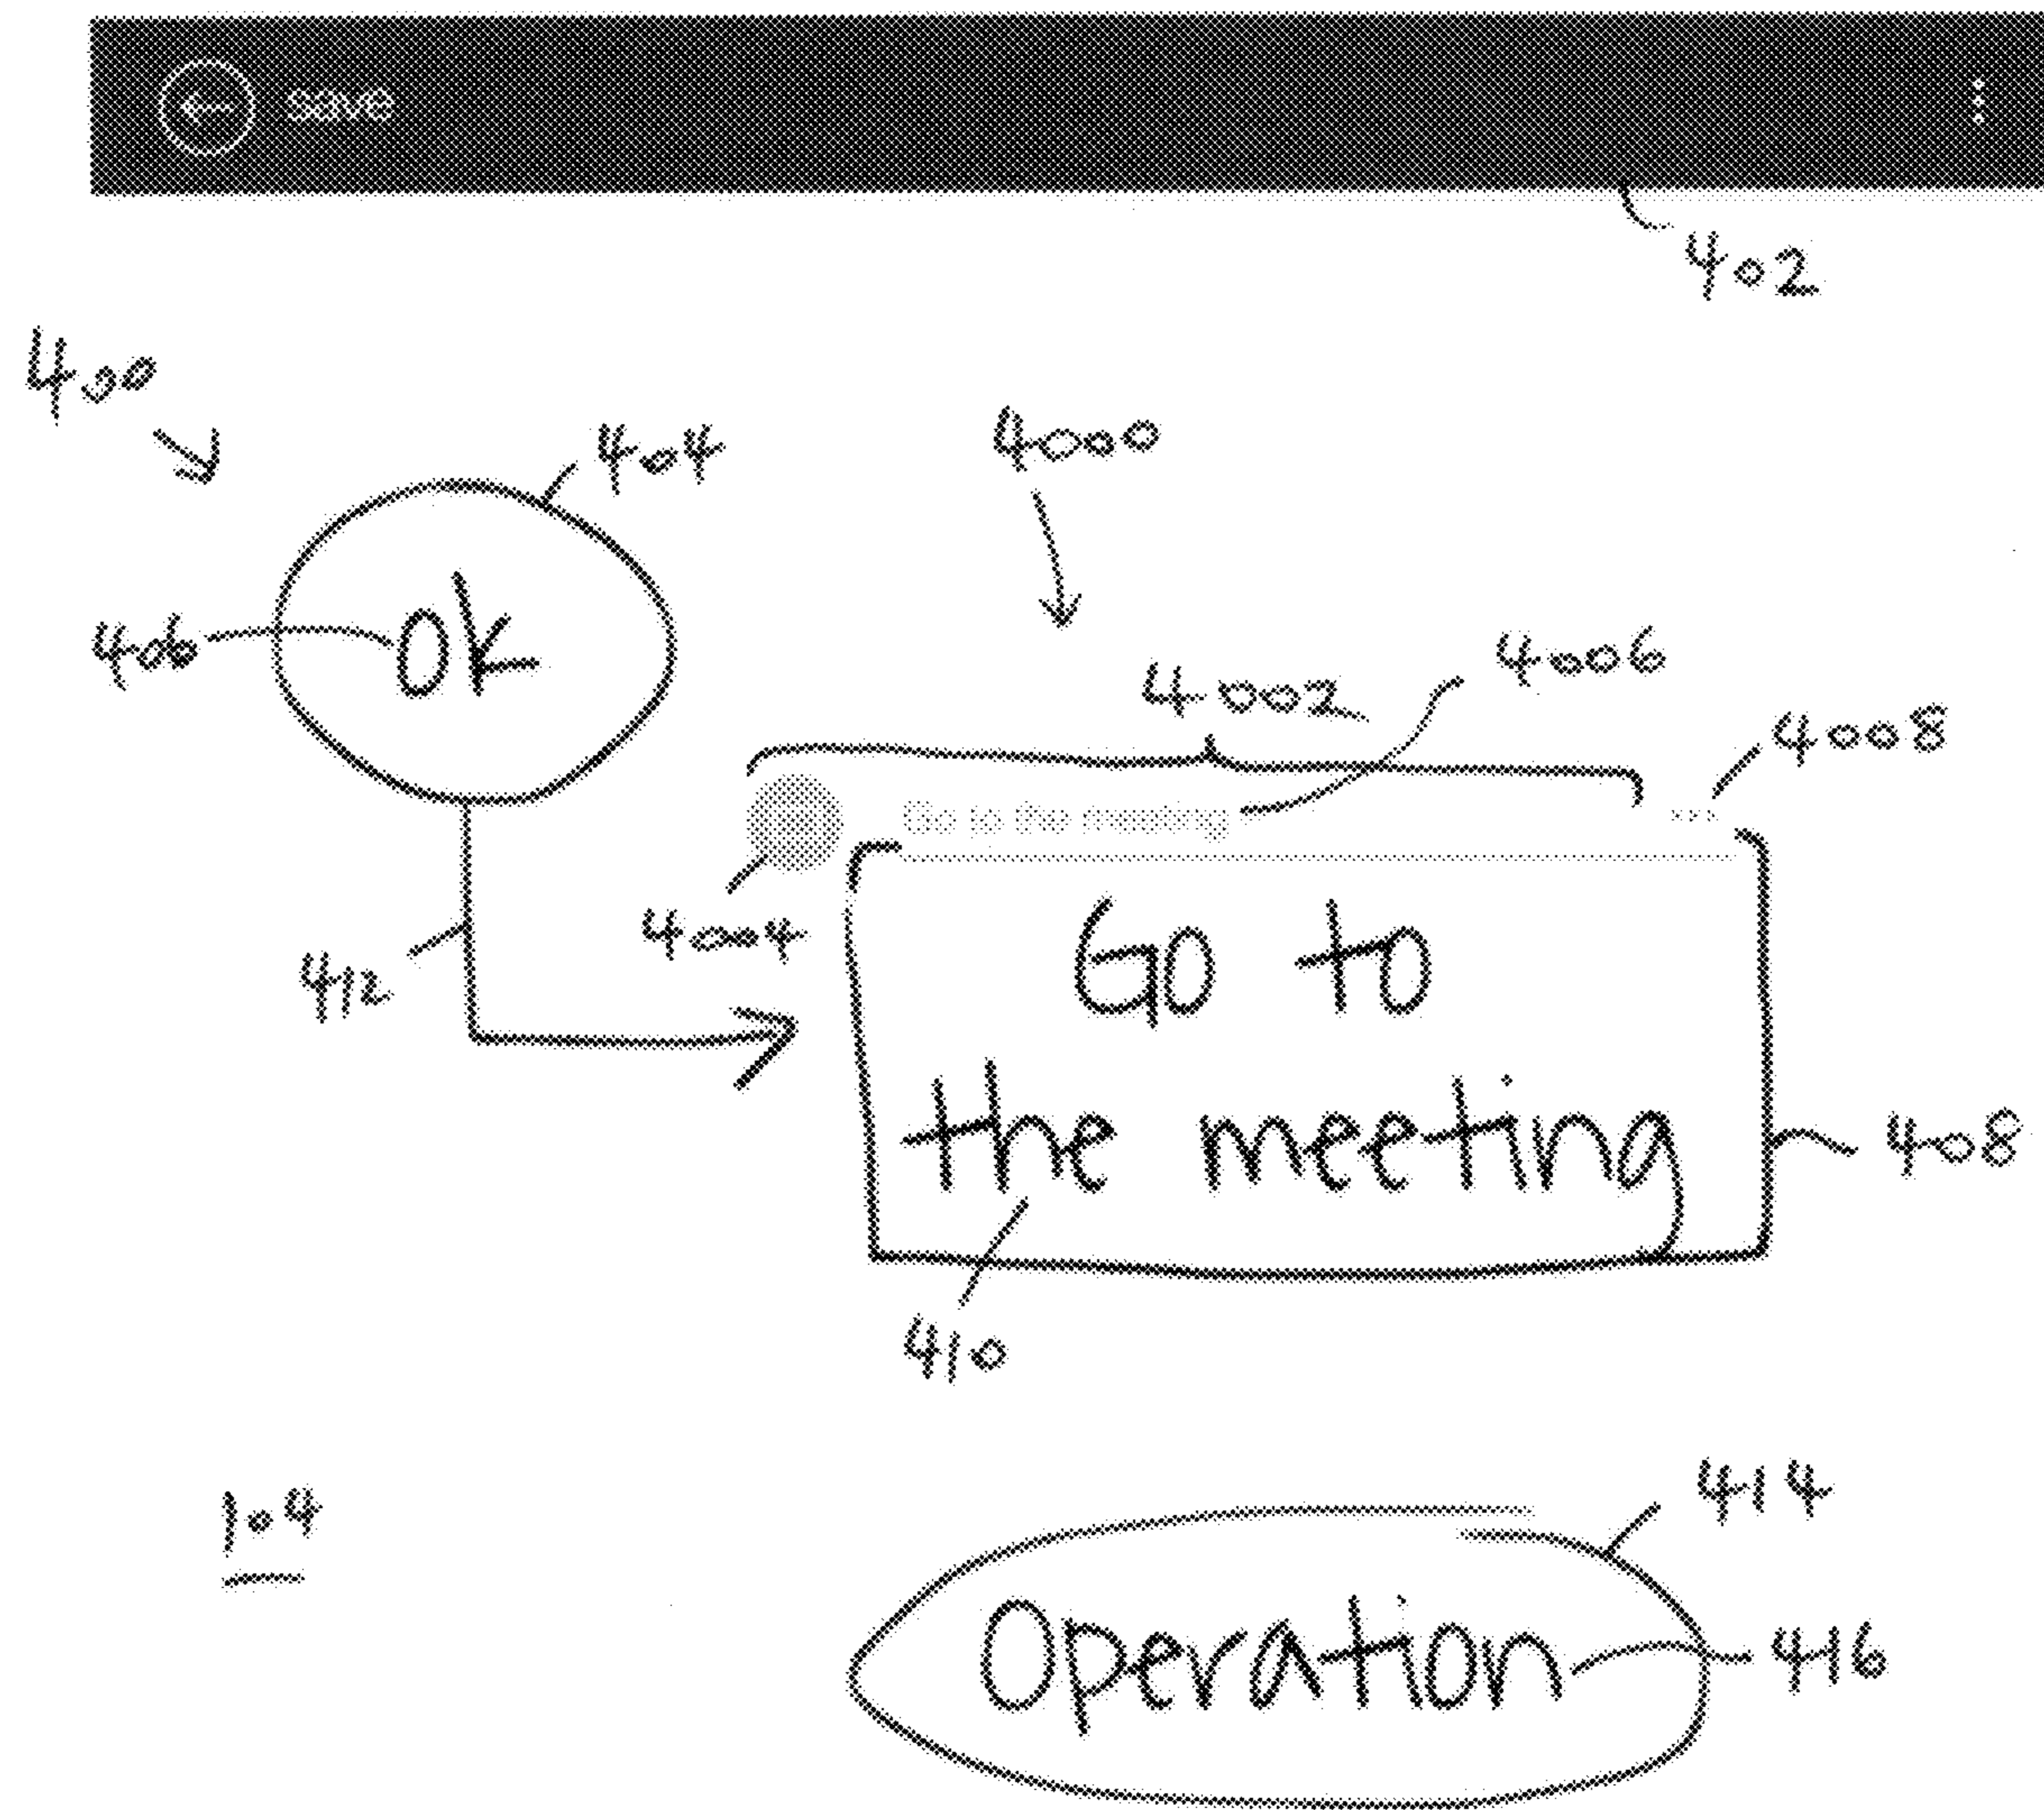 save
402
400
404
4000
406
ok
4002
4006
4008
Go to the meeting
4004
412
Go to
the meeting
408
410
104
414
Operation
416